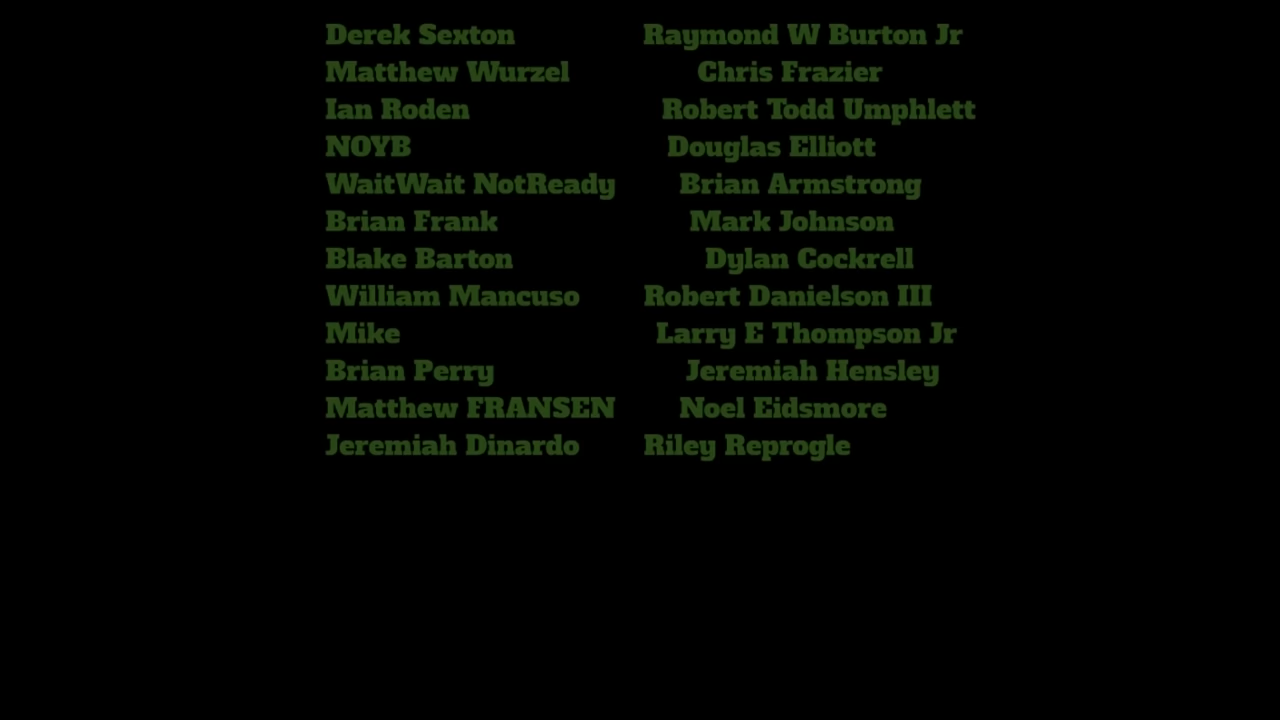 Derek Sexton Raymond W Burton Jr
Matthew Wurzel Chris Frazier
Ian Roden Robert Todd Umphlett
NOYB Douglas Elliott
WaitWait NotReady Brian Armstrong
Brian Frank Mark Johnson
Blake Barton Dylan Cockrell
William Mancuso Robert Danielson III
Mike Larry E Thompson Jr
Brian Perry Jeremiah Hensley
Matthew FRANSEN Noel Eidsmore
Jeremiah Dinardo Riley Reprogle